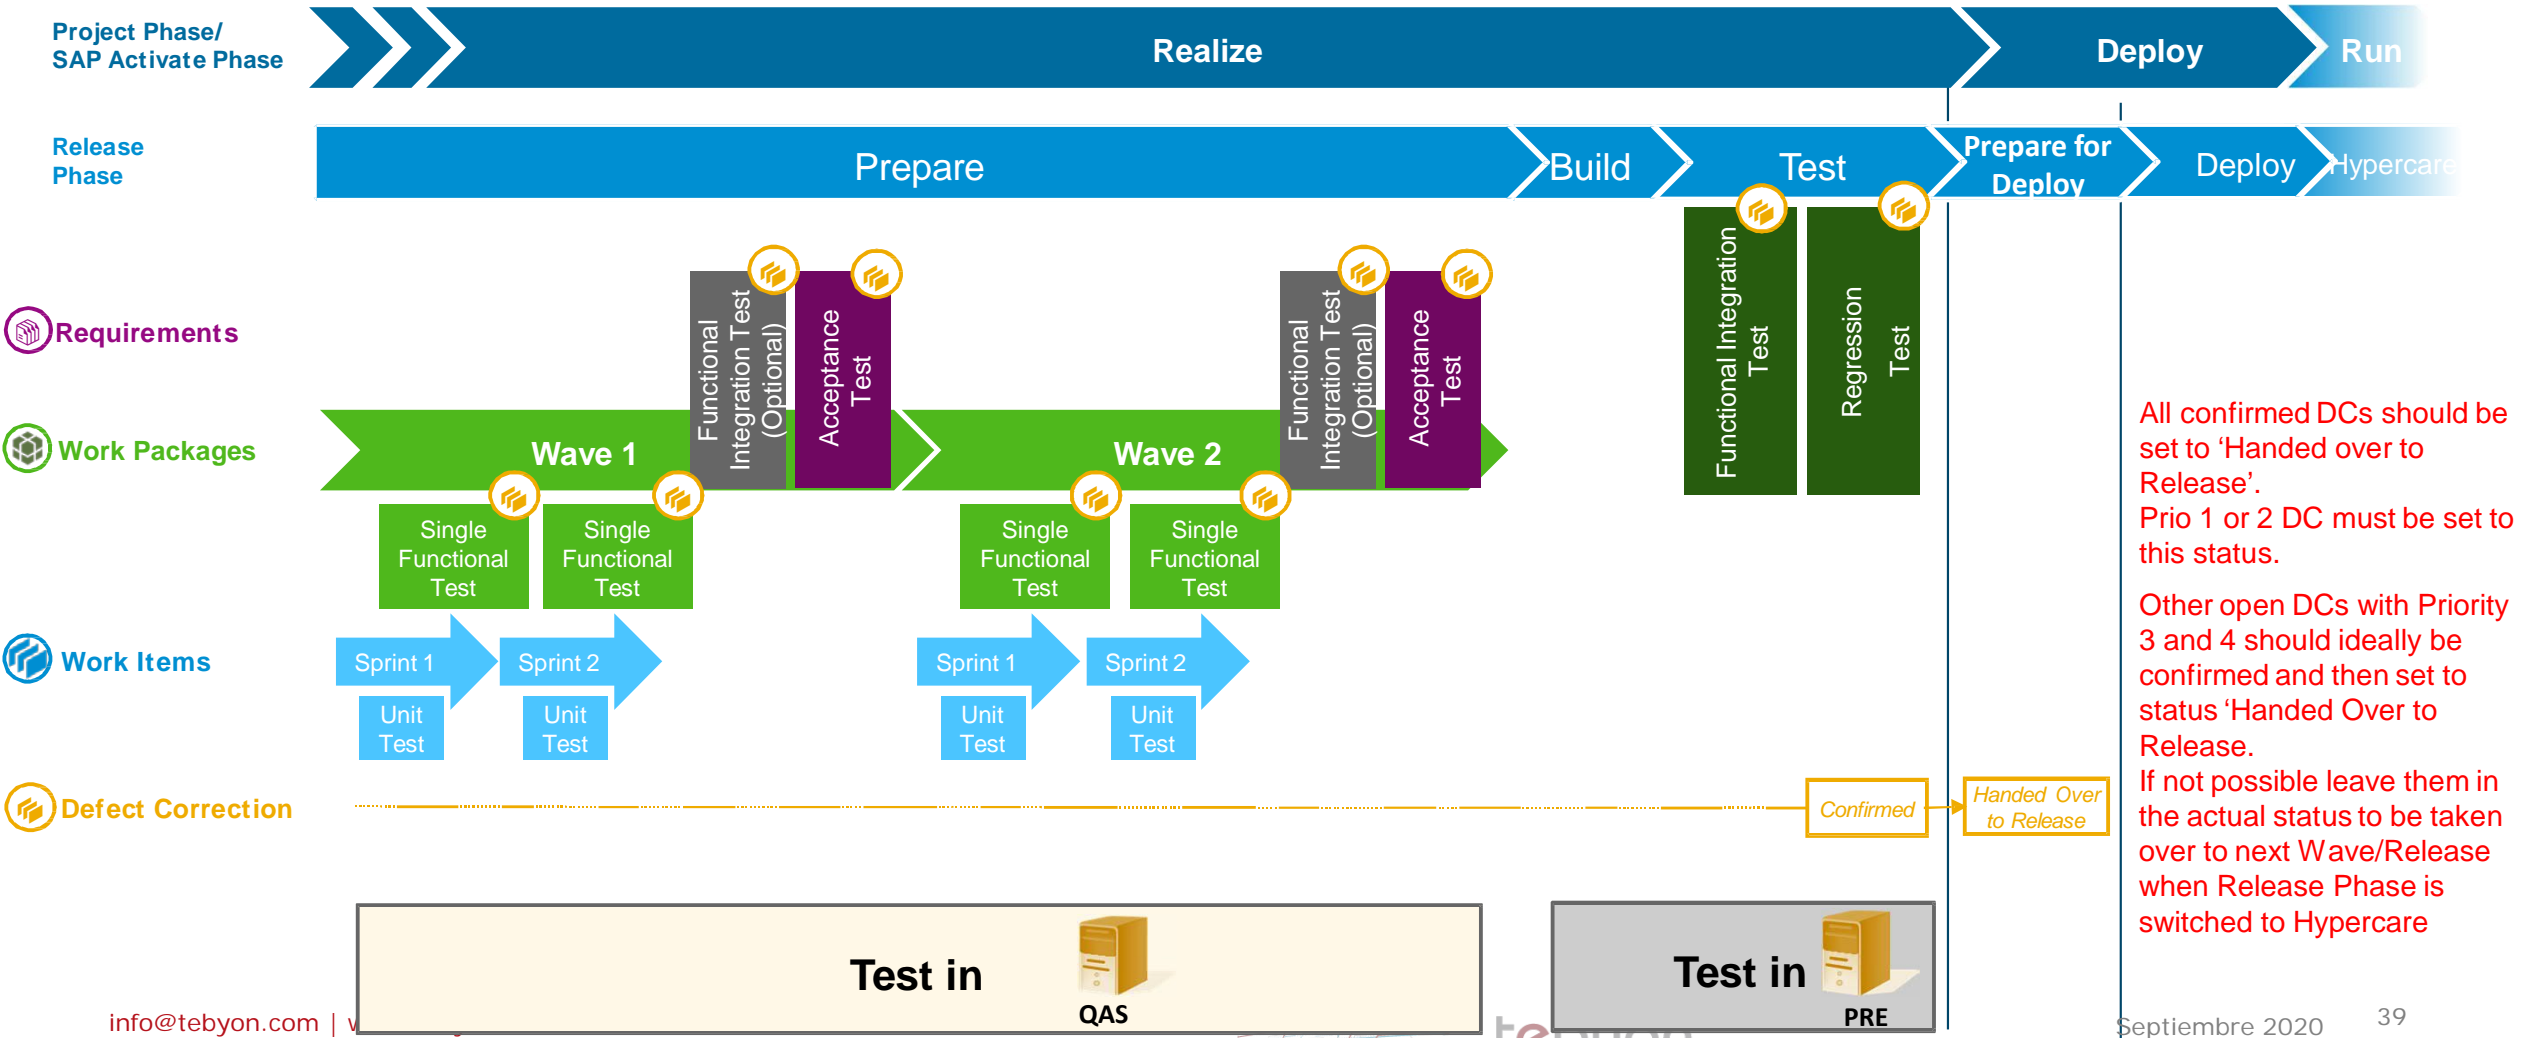 Project Phase/
SAP Activate Phase
Realize
Deploy
Run
Release
Phase
Prepare
Build
Test
Prepare for
Deploy
Deploy
Hypercare
Requirements
Functional
Integration Test
(Optional)
Acceptance
Test
Functional
Integration Test
(Optional)
Acceptance
Test
Functional Integration
Test
Regression
Test
Work Packages
Wave 1
Wave 2
Single
Functional
Test
Single
Functional
Test
Single
Functional
Test
Single
Functional
Test
Work Items
Sprint 1
Sprint 2
Sprint 1
Sprint 2
Unit
Test
Unit
Test
Unit
Test
Unit
Test
Defect Correction
Confirmed
Handed Over
to Release
All confirmed DCs should be
set to ‘Handed over to
Release’.
Prio 1 or 2 DC must be set to
this status.
Other open DCs with Priority
3 and 4 should ideally be
confirmed and then set to
status ‘Handed Over to
Release.
If not possible leave them in
the actual status to be taken
over to next Wave/Release
when Release Phase is
switched to Hypercare
Test in
QAS
Test in
PRE
info@tebyon.com |
Septiembre 2020
39